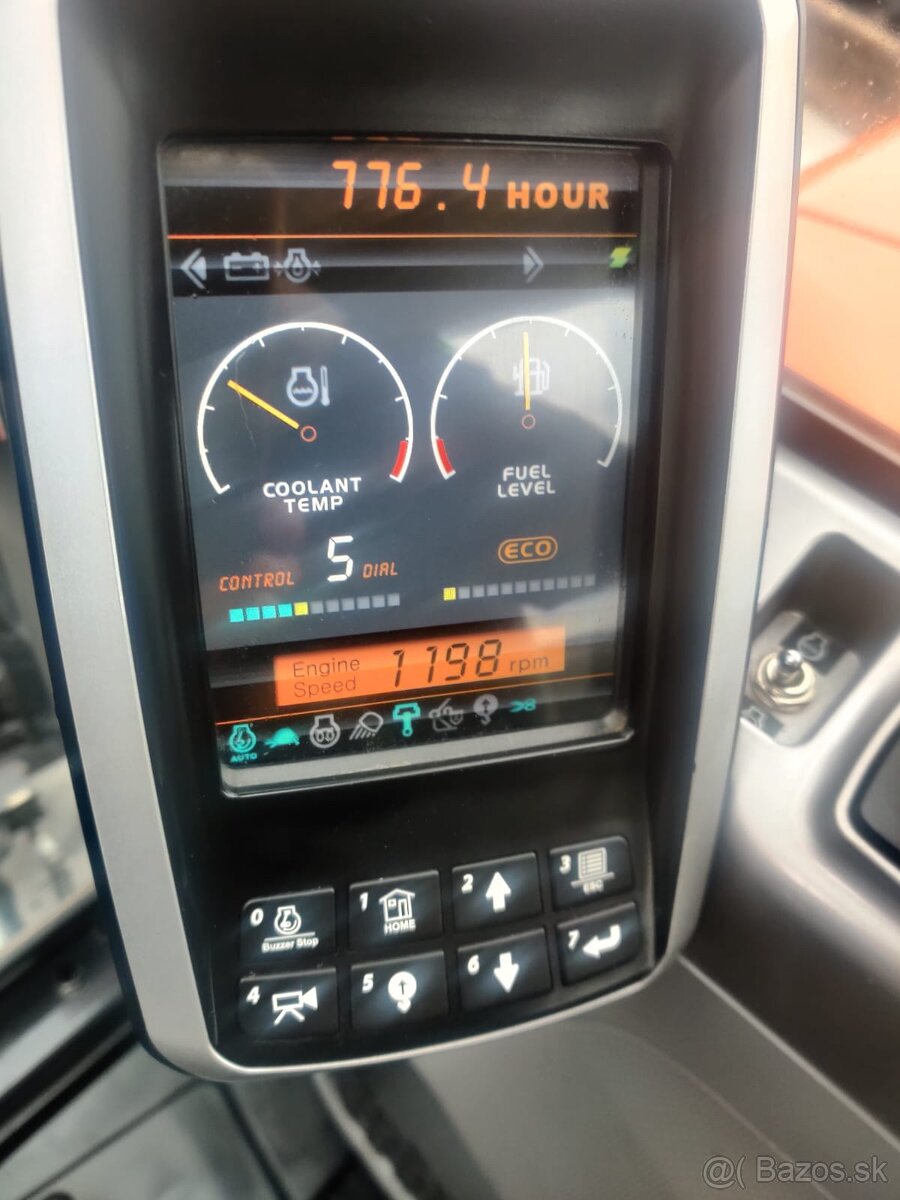 776.4 HOUR
COOLANT
TEMP
FUEL
LEVEL
CONTROL 5 DIAL
ECO
Engine
Speed 1198 rpm
AUTO
0 Buzzer Stop
1 HOME
2
3 ESC
4
5
6
7
@( Bazos.sk